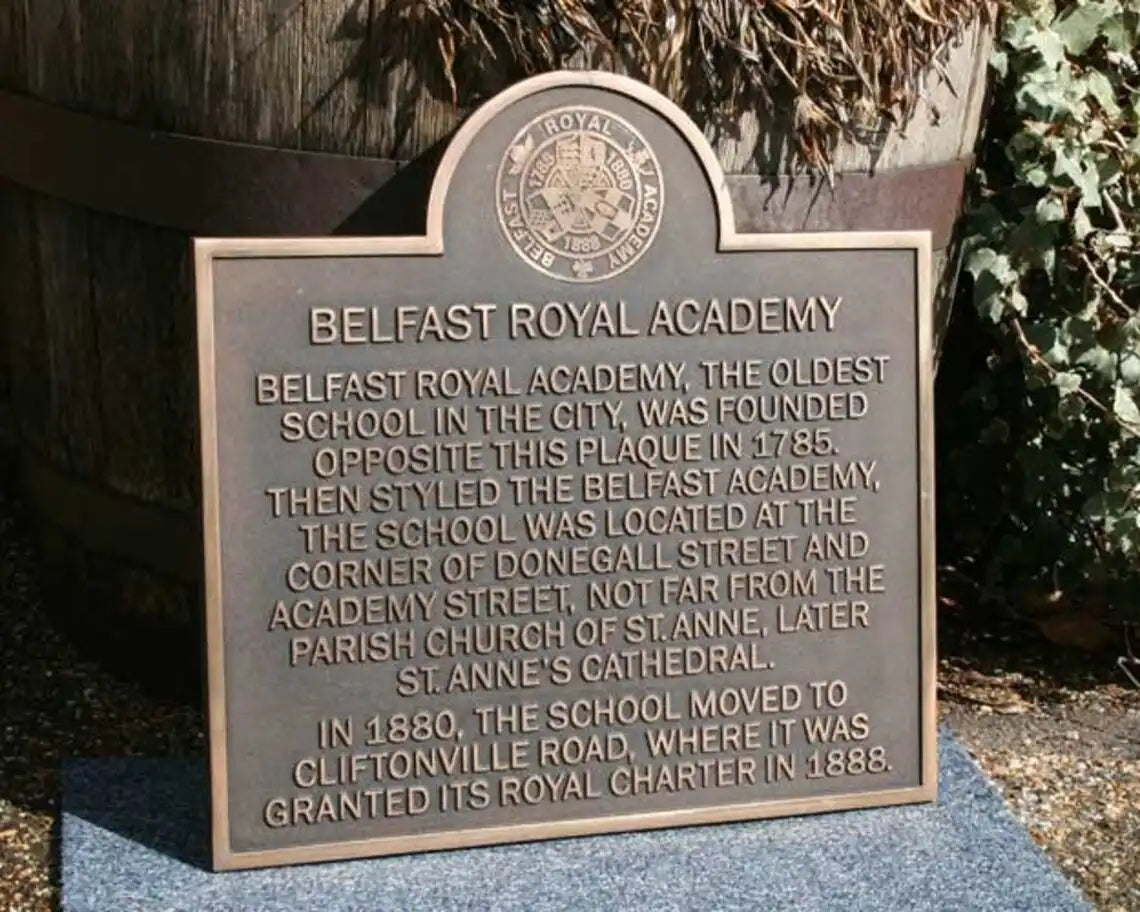 BELFAST ROYAL ACADEMY
1785 1880
1888
BELFAST ROYAL ACADEMY
BELFAST ROYAL ACADEMY, THE OLDEST
SCHOOL IN THE CITY, WAS FOUNDED
OPPOSITE THIS PLAQUE IN 1785.
THEN STYLED THE BELFAST ACADEMY,
THE SCHOOL WAS LOCATED AT THE
CORNER OF DONEGALL STREET AND
ACADEMY STREET, NOT FAR FROM THE
PARISH CHURCH OF ST. ANNE, LATER
ST. ANNE'S CATHEDRAL.
IN 1880, THE SCHOOL MOVED TO
CLIFTONVILLE ROAD, WHERE IT WAS
GRANTED ITS ROYAL CHARTER IN 1888.